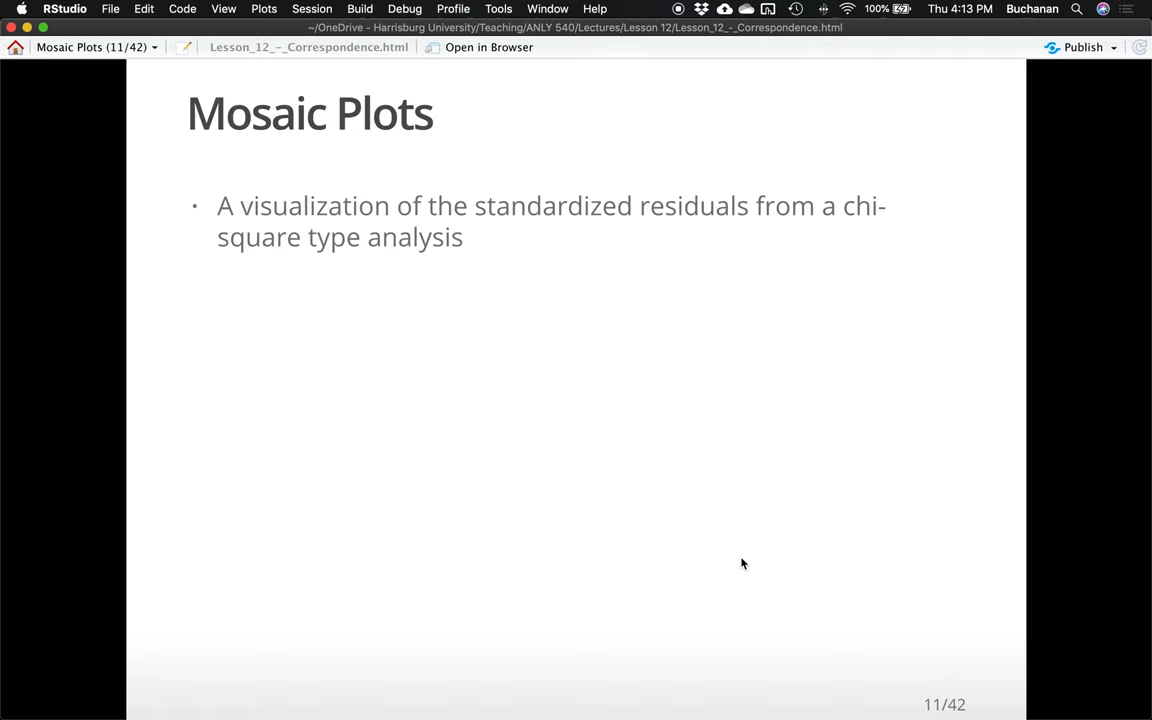 RStudio File Edit Code View Plots Session Build Debug Profile Tools Window Help 100% Thu 4:13 PM Buchanan
~/OneDrive - Harrisburg University/Teaching/ANLY 540/Lectures/Lesson 12/Lesson_12_-_Correspondence.html
Mosaic Plots (11/42) Lesson_12_-_Correspondence.html Open in Browser Publish
Mosaic Plots
· A visualization of the standardized residuals from a chi-
square type analysis
11/42